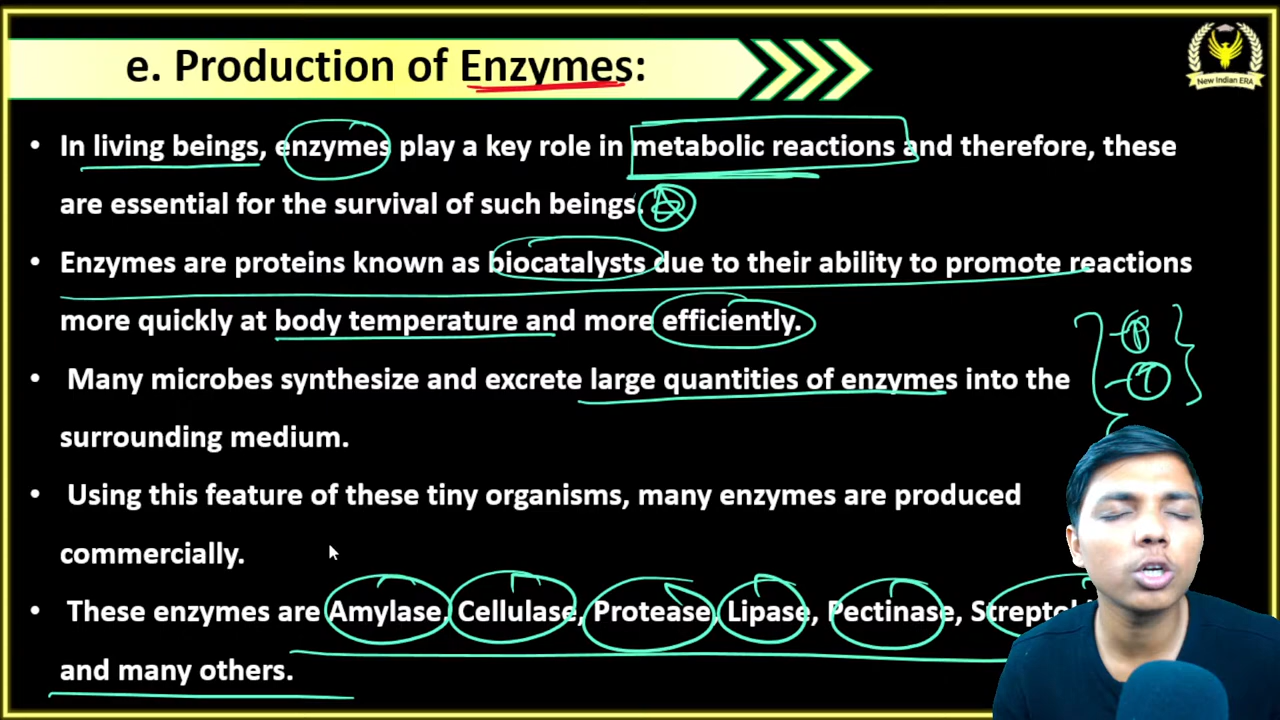 e. Production of Enzymes:
New Indian ERA
• In living beings, enzymes play a key role in metabolic reactions and therefore, these
are essential for the survival of such beings.
• Enzymes are proteins known as biocatalysts due to their ability to promote reactions
more quickly at body temperature and more efficiently.
• Many microbes synthesize and excrete large quantities of enzymes into the
surrounding medium.
• Using this feature of these tiny organisms, many enzymes are produced
commercially.
• These enzymes are Amylase, Cellulase, Protease, Lipase, Pectinase,
and many others.